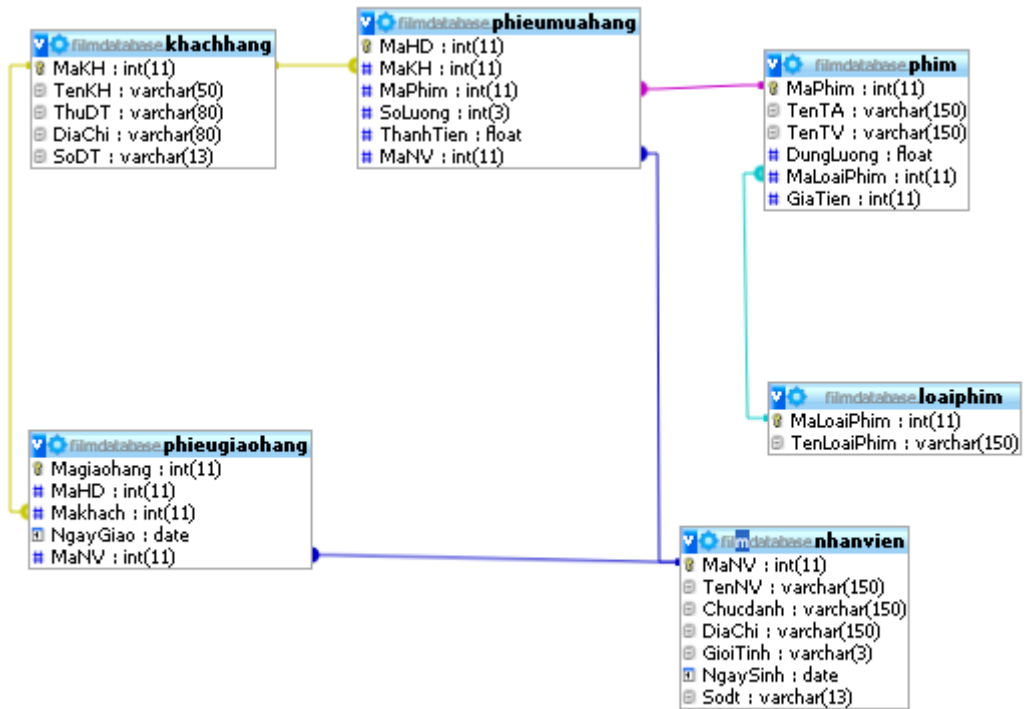 filmdatabase.khachhang
MaKH : int(11)
TenKH : varchar(50)
ThuDT : varchar(80)
DiaChi : varchar(80)
SoDT : varchar(13)
filmdatabase.phieumuahang
MaHD : int(11)
MaKH : int(11)
MaPhim : int(11)
SoLuong : int(3)
ThanhTien : float
MaNV : int(11)
filmdatabase.phim
MaPhim : int(11)
TenTA : varchar(150)
TenTV : varchar(150)
DungLuong : float
MaLoaiPhim : int(11)
GiaTien : int(11)
filmdatabase.loaiphim
MaLoaiPhim : int(11)
TenLoaiPhim : varchar(150)
filmdatabase.phieugiaohang
Magiaohang : int(11)
MaHD : int(11)
Makhach : int(11)
NgayGiao : date
MaNV : int(11)
filmdatabase.nhanvien
MaNV : int(11)
TenNV : varchar(150)
Chucdanh : varchar(150)
DiaChi : varchar(150)
GioiTinh : varchar(3)
NgaySinh : date
Sodt : varchar(13)